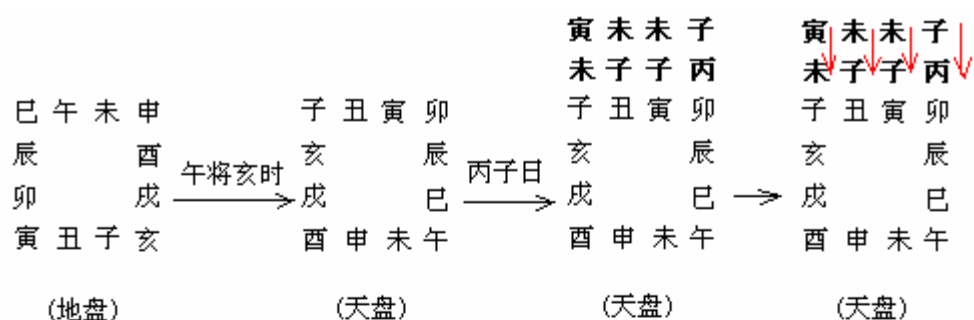 寅 未 未 子 寅 未 未 子
未 子 子 丙 未 子 子 丙
巳 午 未 申 子 丑 寅 卯 子 丑 寅 卯 子 丑 寅 卯
辰 酉 午将亥时 亥 辰 丙子日 亥 辰 亥 辰
卯 戌 戌 巳 戌 巳 戌 巳
寅 丑 子 亥 酉 申 未 午 酉 申 未 午 酉 申 未 午
(地盘) (天盘) (天盘) (天盘)